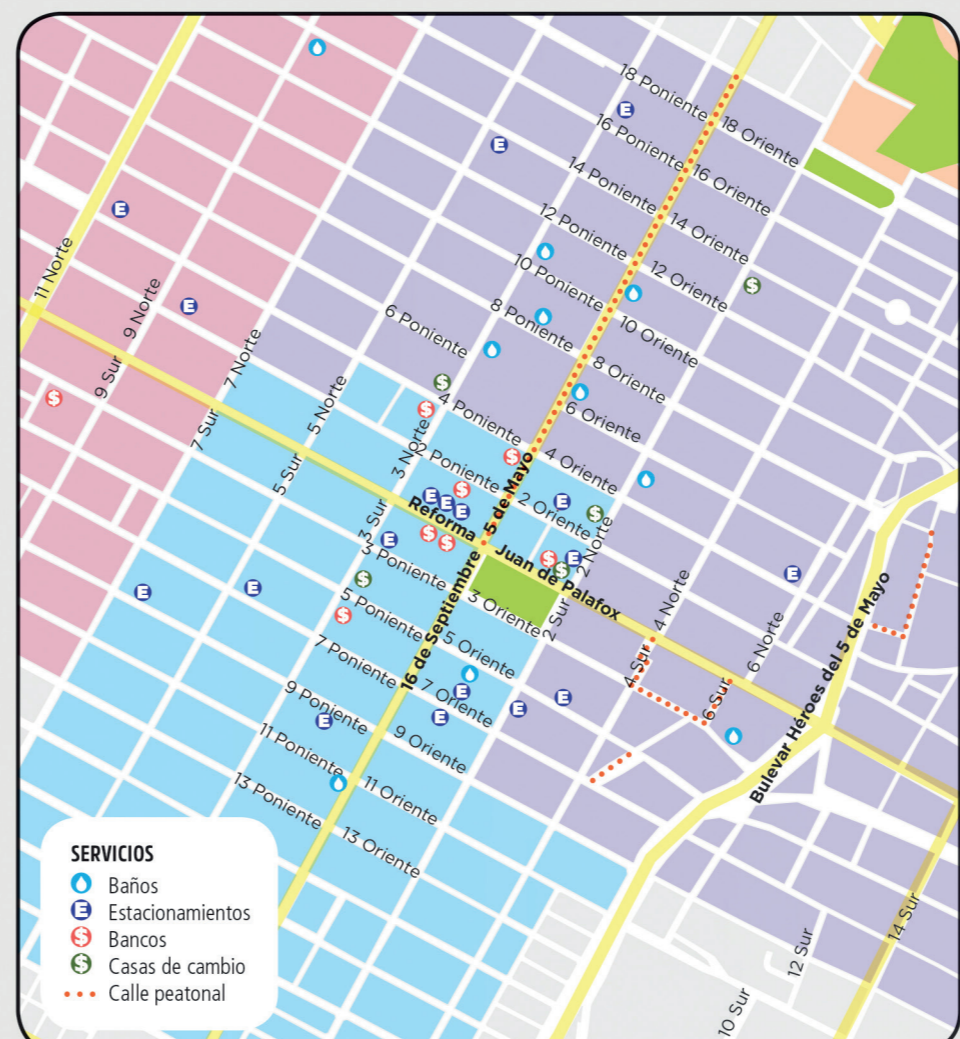 18 Poniente
18 Oriente
16 Poniente
16 Oriente
14 Poniente
14 Oriente
12 Poniente
12 Oriente
10 Poniente
10 Oriente
8 Poniente
8 Oriente
6 Poniente
6 Oriente
4 Poniente
4 Oriente
2 Poniente
2 Oriente
11 Norte
9 Norte
9 Sur
7 Norte
7 Sur
5 Norte
5 Sur
3 Norte
3 Sur
Reforma
5 de Mayo
Juan de Palafox
16 de Septiembre
2 Norte
2 Sur
4 Norte
4 Sur
6 Norte
6 Sur
Bulevar Héroes del 5 de Mayo
3 Poniente
3 Oriente
5 Poniente
5 Oriente
7 Poniente
7 Oriente
9 Poniente
9 Oriente
11 Poniente
11 Oriente
13 Poniente
13 Oriente
10 Sur
12 Sur
14 Sur
SERVICIOS
Baños
E Estacionamientos
$ Bancos
$ Casas de cambio
Calle peatonal